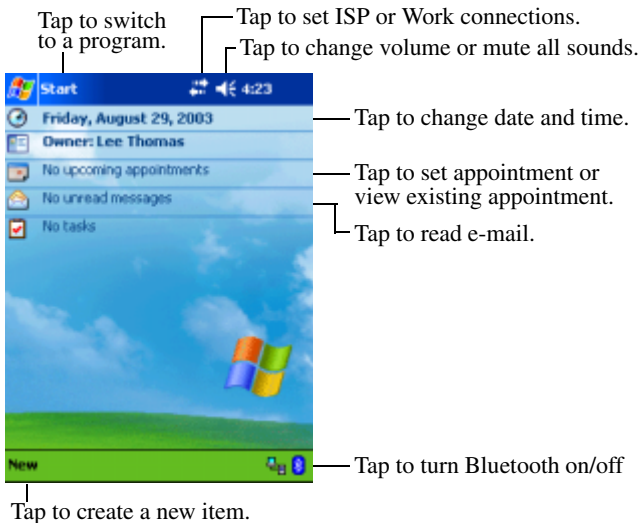 Tap to switch
to a program.
Tap to set ISP or Work connections.
Tap to change volume or mute all sounds.
Start
4:23
Friday, August 29, 2003
Tap to change date and time.
Owner: Lee Thomas
No upcoming appointments
Tap to set appointment or
view existing appointment.
No unread messages
Tap to read e-mail.
No tasks
New
Tap to turn Bluetooth on/off
Tap to create a new item.